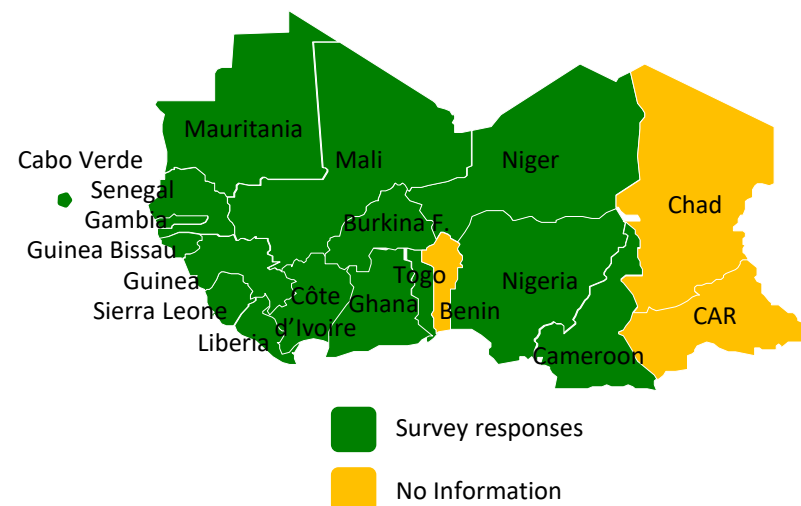 Mauritania
Cabo Verde
Mali
Niger
Senegal
Chad
Gambia
Burkina F.
Guinea Bissau
Guinea
Togo
Nigeria
Sierra Leone
Côte
d'Ivoire
Ghana
Benin
CAR
Liberia
Cameroon
Survey responses
No Information